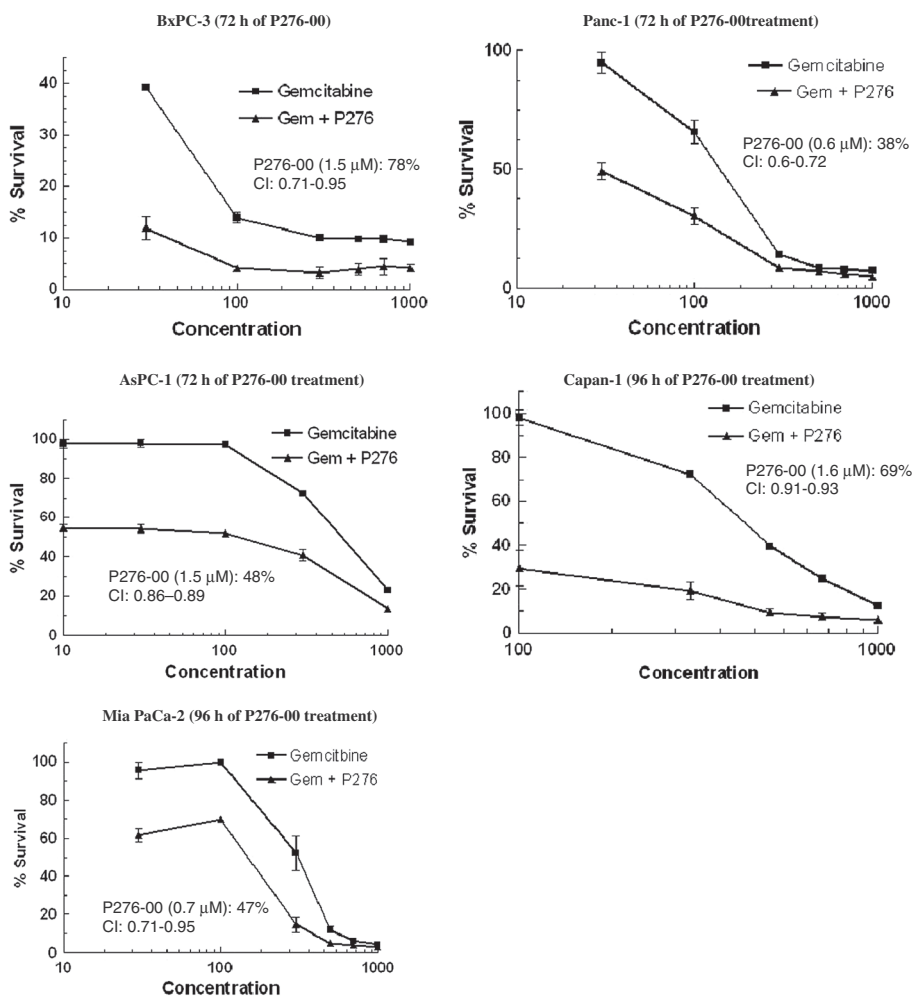 BxPC-3 (72 h of P276-00)
40
30
20
10
0
% Survival
Gemcitabine
Gem + P276
P276-00 (1.5 µM): 78%
CI: 0.71-0.95
10
100
1000
Concentration
Panc-1 (72 h of P276-00treatment)
100
50
0
% Survival
Gemcitabine
Gem + P276
P276-00 (0.6 µM): 38%
CI: 0.6-0.72
10
100
1000
Concentration
AsPC-1 (72 h of P276-00 treatment)
100
80
60
40
20
0
% Survival
Gemcitabine
Gem + P276
P276-00 (1.5 µM): 48%
CI: 0.86–0.89
10
100
1000
Concentration
Capan-1 (96 h of P276-00 treatment)
100
80
60
40
20
0
% Survival
Gemcitabine
Gem + P276
P276-00 (1.6 µM): 69%
CI: 0.91-0.93
100
1000
Concentration
Mia PaCa-2 (96 h of P276-00 treatment)
100
80
60
40
20
0
% Survival
Gemcitbine
Gem + P276
P276-00 (0.7 µM): 47%
CI: 0.71-0.95
10
100
1000
Concentration